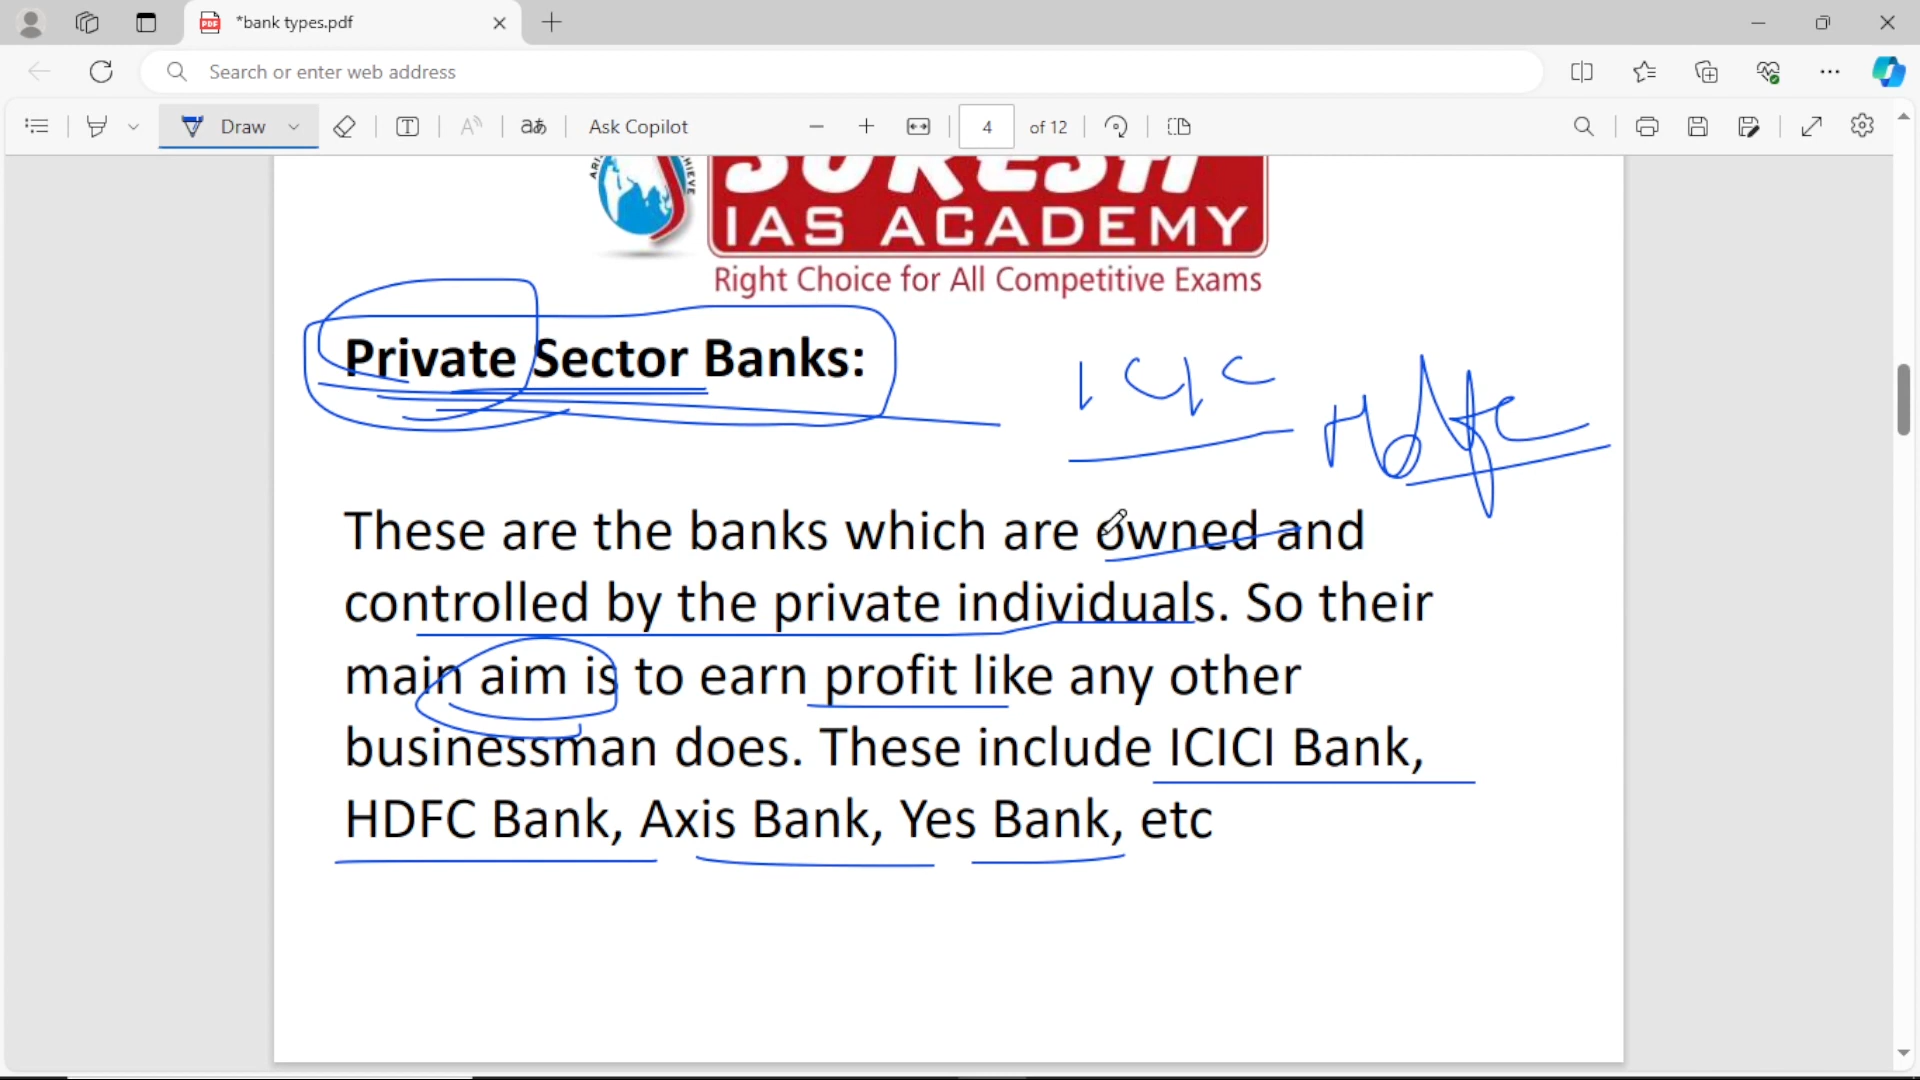 *bank types.pdf
Search or enter web address
Draw
Ask Copilot
4 of 12
SURESH
IAS ACADEMY
Right Choice for All Competitive Exams
Private Sector Banks:
ICIC
Hdfc
These are the banks which are owned and
controlled by the private individuals. So their
main aim is to earn profit like any other
businessman does. These include ICICI Bank,
HDFC Bank, Axis Bank, Yes Bank, etc